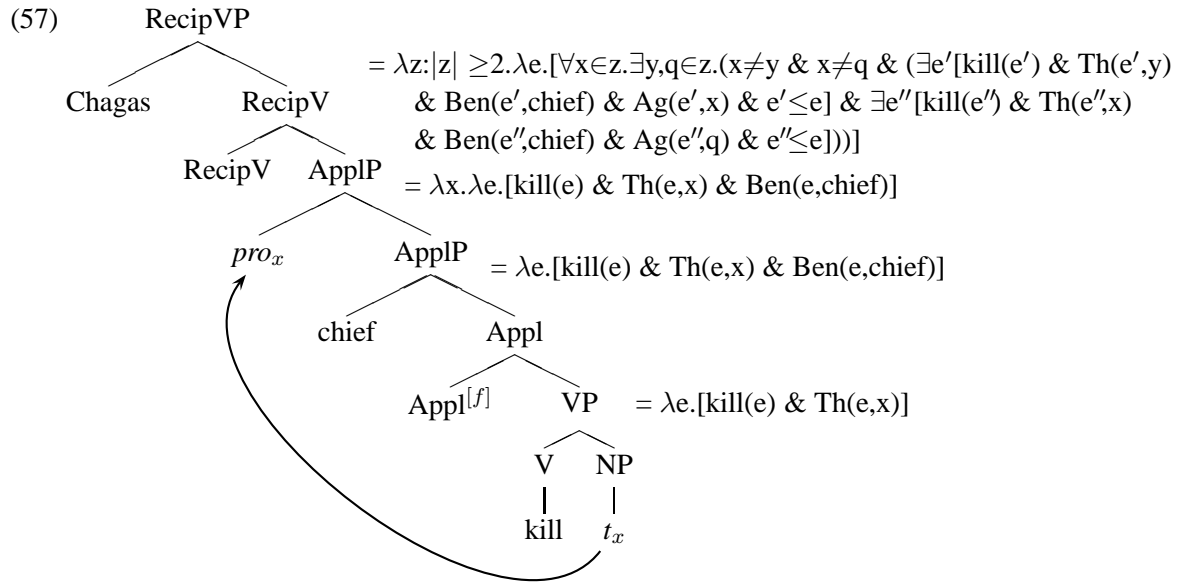 (57) RecipVP
= λz:|z| ≥2.λe.[∀x∈z.∃y,q∈z.(x≠y & x≠q & (∃e′[kill(e′) & Th(e′,y)
Chagas RecipV & Ben(e′,chief) & Ag(e′,x) & e′≤e] & ∃e″[kill(e″) & Th(e″,x)
& Ben(e″,chief) & Ag(e″,q) & e″≤e]))]
RecipV ApplP = λx.λe.[kill(e) & Th(e,x) & Ben(e,chief)]
pro_x ApplP = λe.[kill(e) & Th(e,x) & Ben(e,chief)]
chief Appl
Appl^[f] VP = λe.[kill(e) & Th(e,x)]
V NP
kill t_x